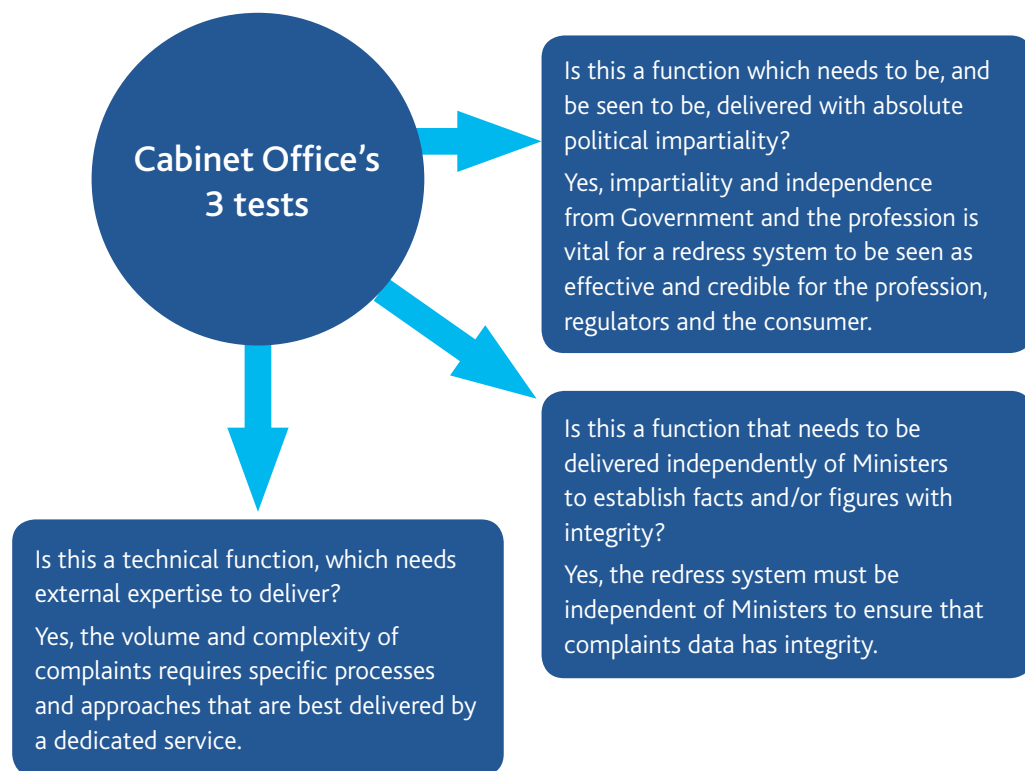 Cabinet Office’s
3 tests
Is this a function which needs to be, and
be seen to be, delivered with absolute
political impartiality?
Yes, impartiality and independence
from Government and the profession is
vital for a redress system to be seen as
effective and credible for the profession,
regulators and the consumer.
Is this a function that needs to be
delivered independently of Ministers
to establish facts and/or figures with
integrity?
Yes, the redress system must be
independent of Ministers to ensure that
complaints data has integrity.
Is this a technical function, which needs
external expertise to deliver?
Yes, the volume and complexity of
complaints requires specific processes
and approaches that are best delivered by
a dedicated service.